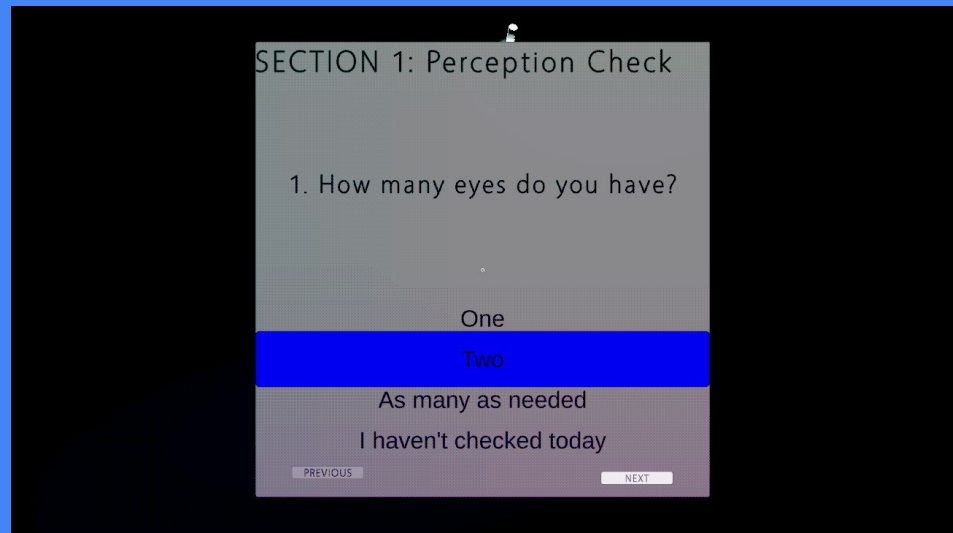 SECTION 1: Perception Check
1. How many eyes do you have?
One
Two
As many as needed
I haven't checked today
PREVIOUS
NEXT